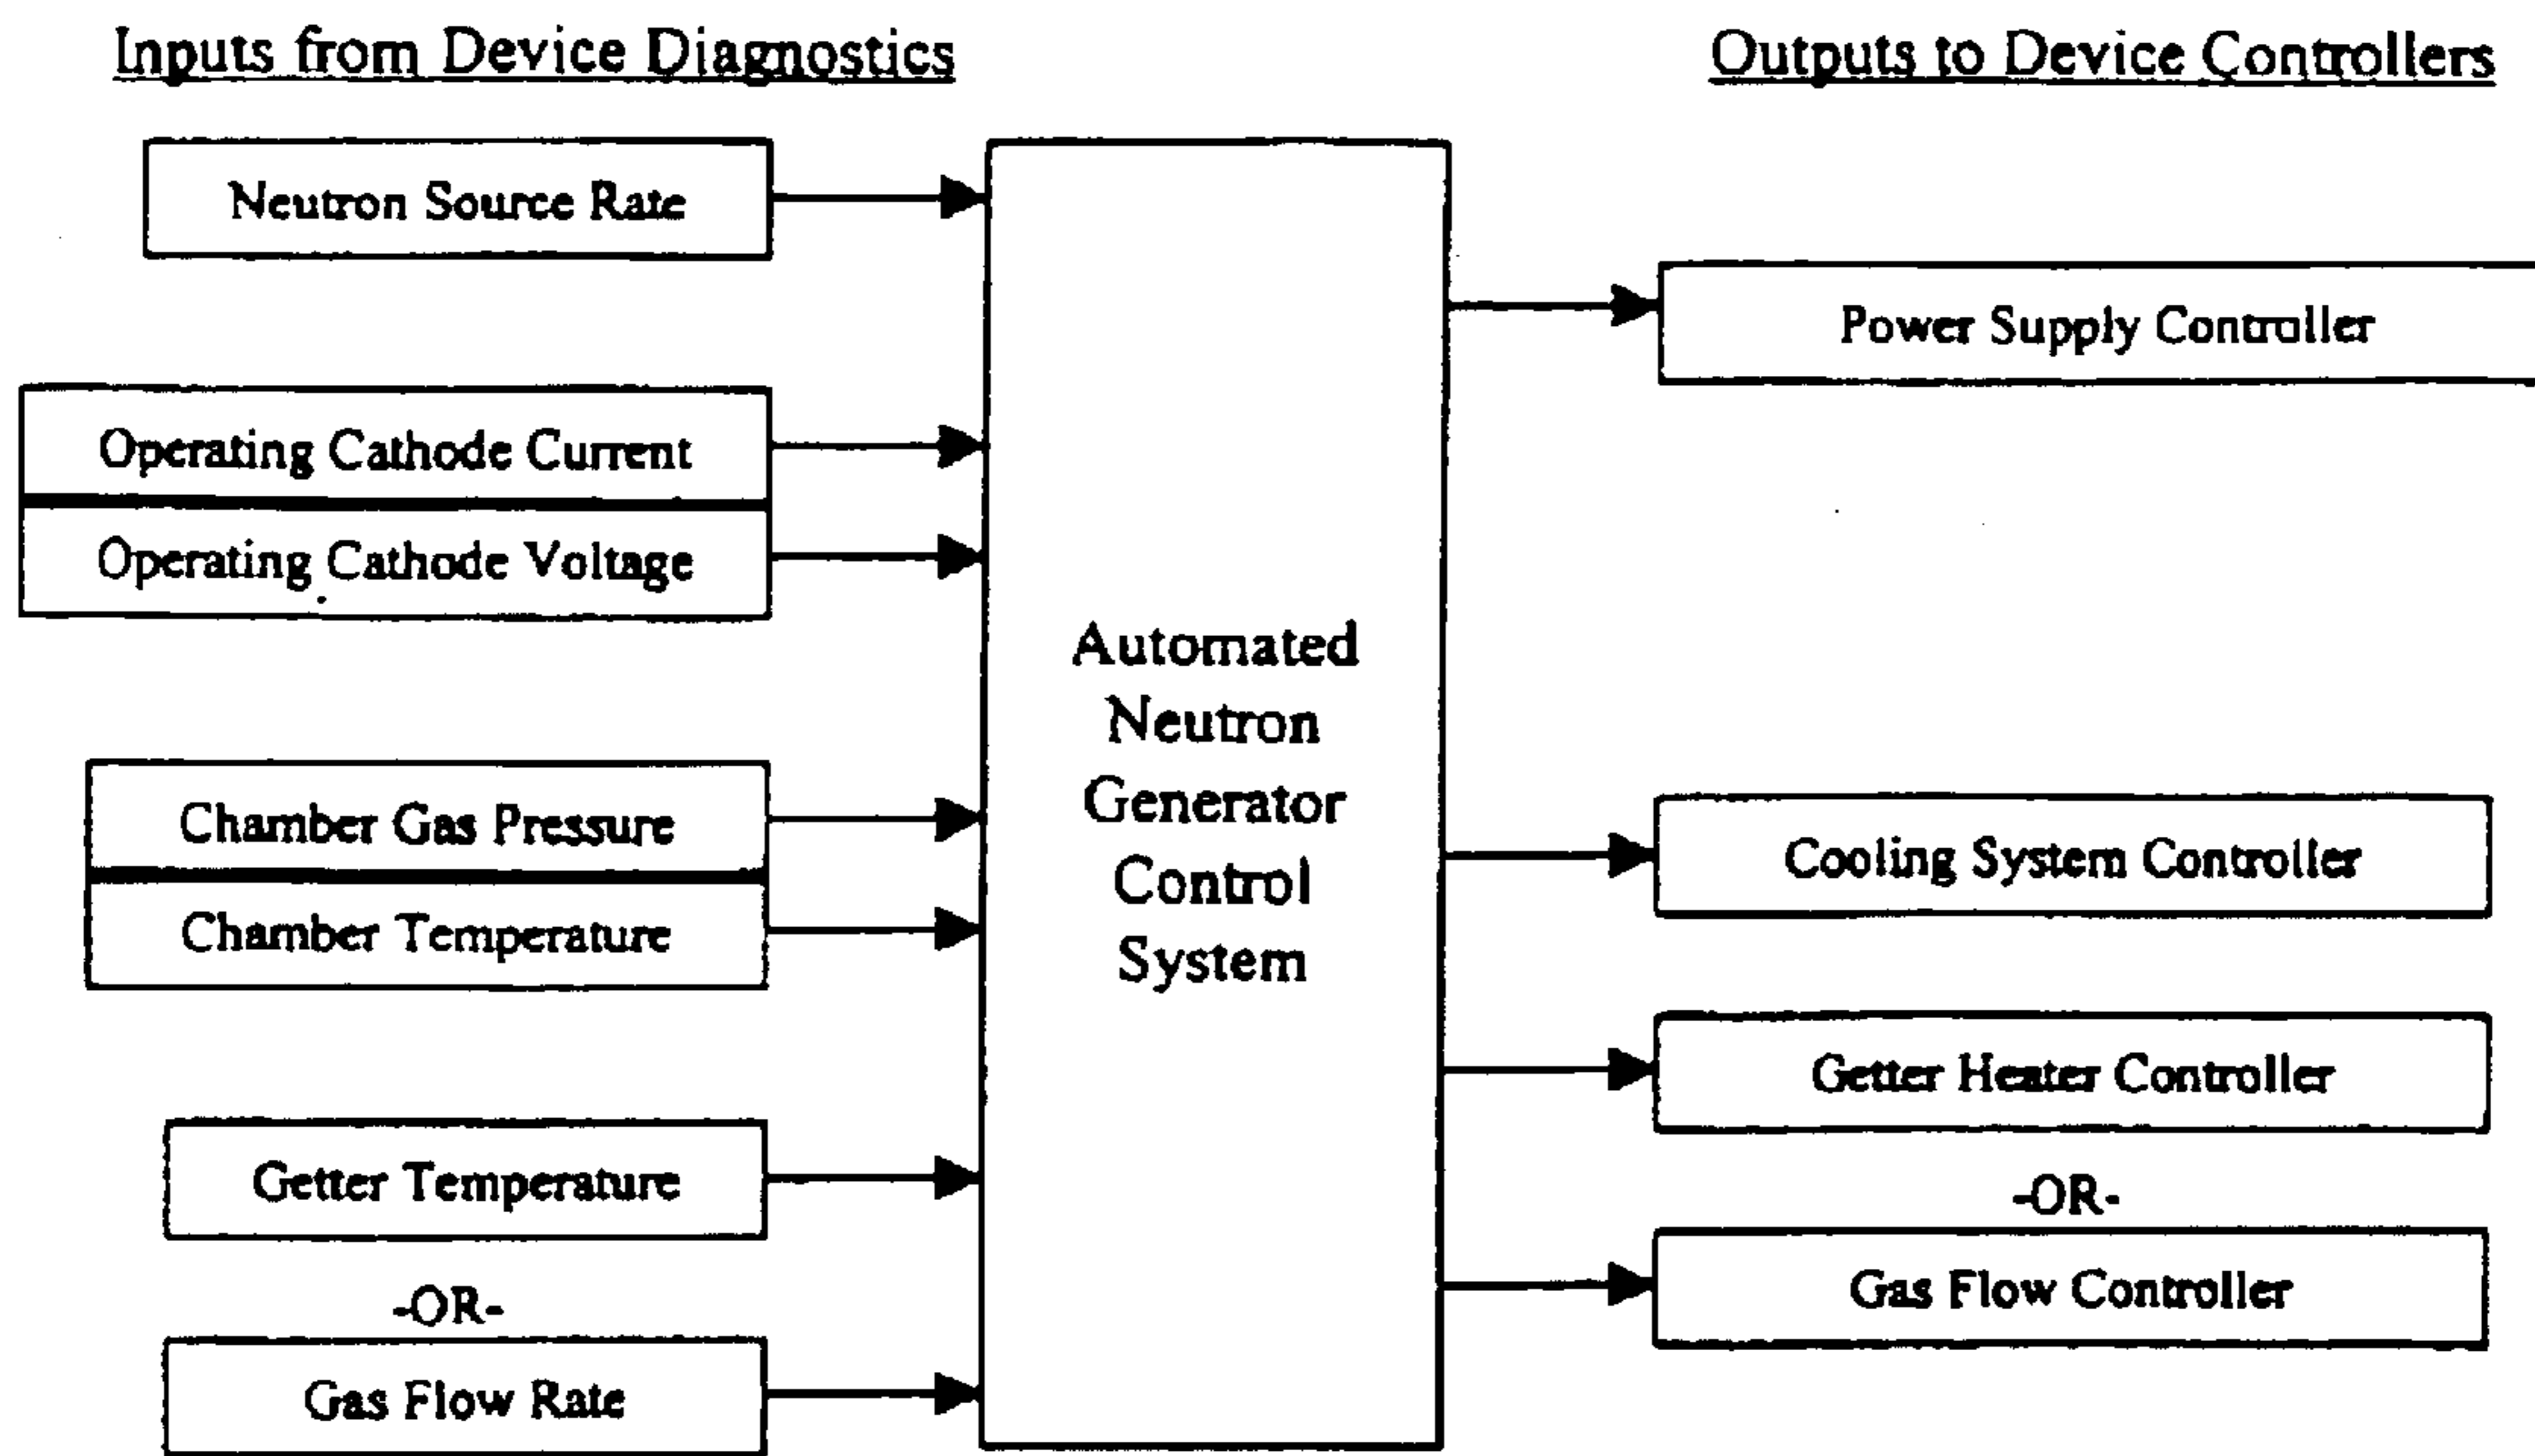 Inputs from Device Diagnostics
Outputs to Device Controllers
Neutron Source Rate
Operating Cathode Current
Operating Cathode Voltage
Chamber Gas Pressure
Chamber Temperature
Getter Temperature
-OR-
Gas Flow Rate
Automated
Neutron
Generator
Control
System
Power Supply Controller
Cooling System Controller
Getter Heater Controller
-OR-
Gas Flow Controller